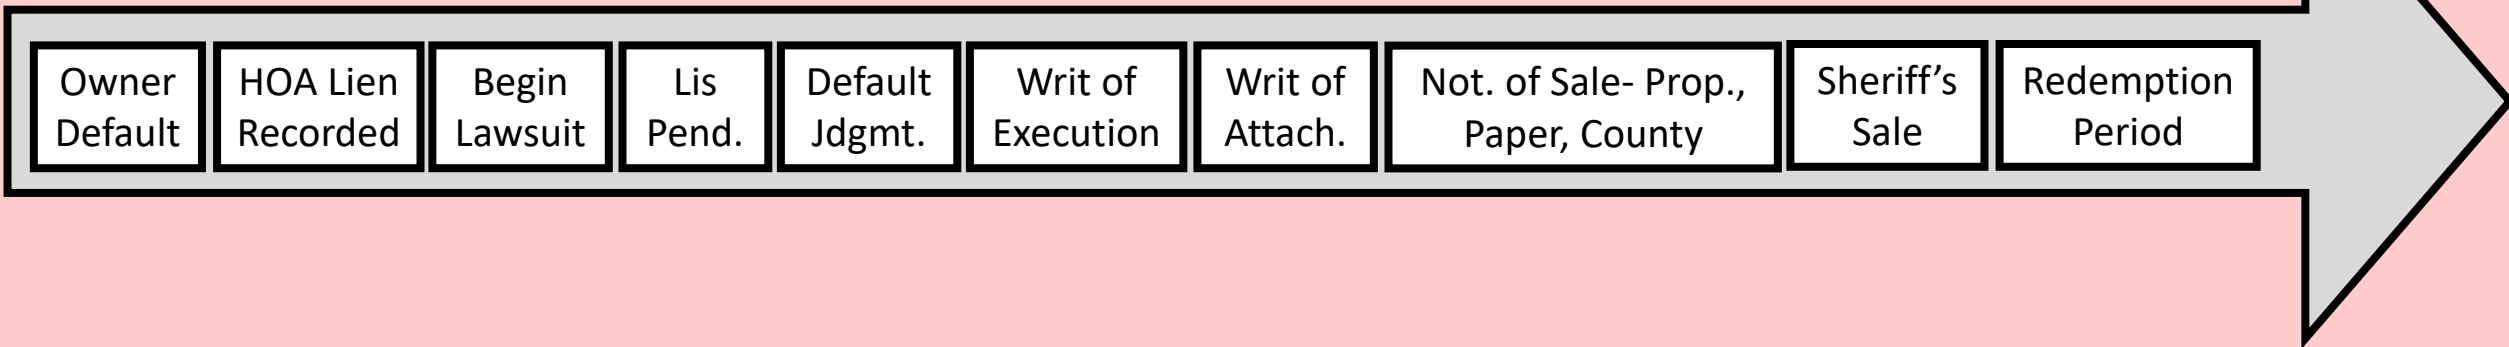 Owner
Default
HOA Lien
Recorded
Begin
Lawsuit
Lis
Pend.
Default
Jdgmt.
Writ of
Execution
Writ of
Attach.
Not. of Sale- Prop.,
Paper, County
Sheriff’s
Sale
Redemption
Period